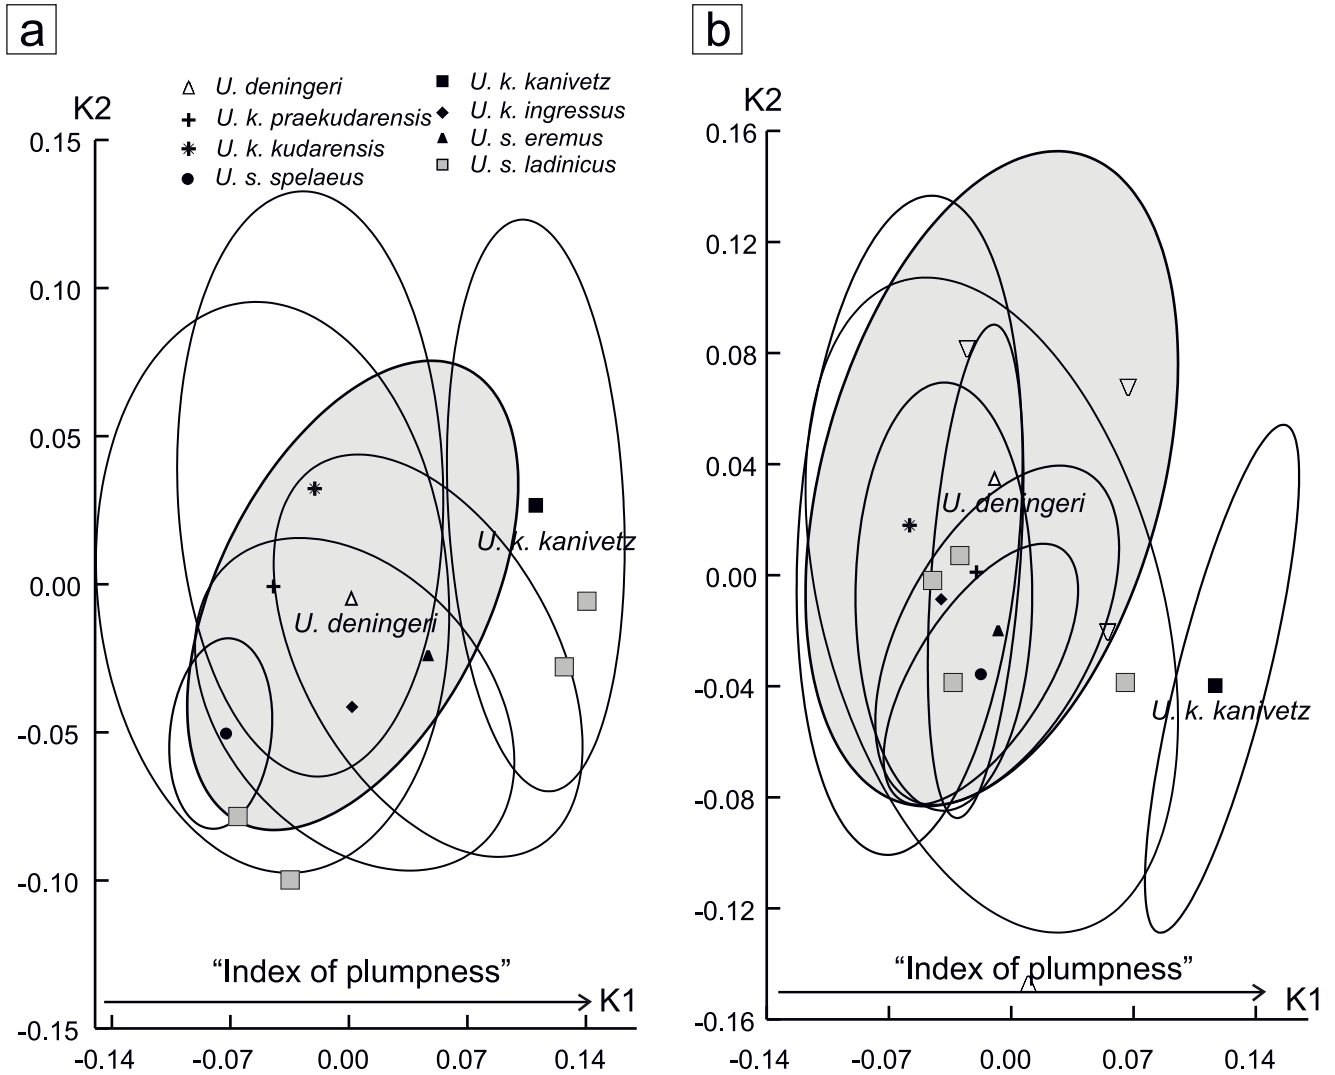 a
U. deningeri
U. k. praekudarensis
U. k. kudarensis
U. s. spelaeus
U. k. kanivetz
U. k. ingressus
U. s. eremus
U. s. ladinicus
K2
0.15
0.10
0.05
0.00
-0.05
-0.10
-0.15
U. k. kanivetz
U. deningeri
“Index of plumpness”
K1
-0.14
-0.07
0.00
0.07
0.14
b
K2
0.16
0.12
0.08
0.04
0.00
-0.04
-0.08
-0.12
-0.16
U. deningeri
U. k. kanivetz
“Index of plumpness”
K1
-0.14
-0.07
0.00
0.07
0.14